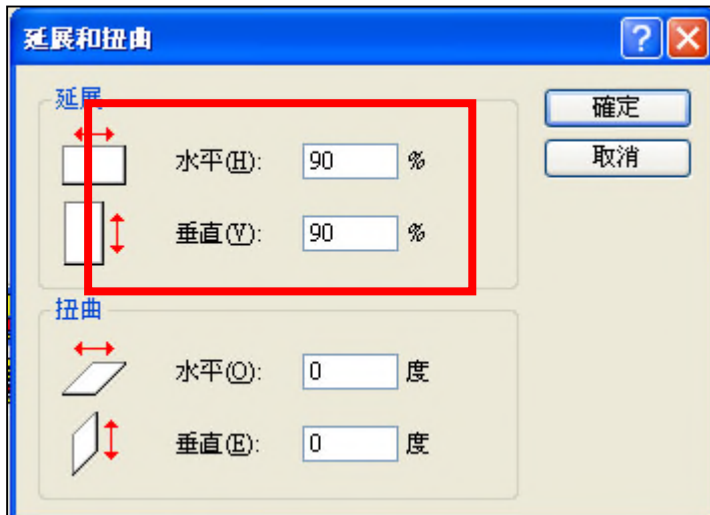 延展和扭曲
延展
水平(H): 90 %
垂直(V): 90 %
確定
取消
扭曲
水平(O): 0 度
垂直(E): 0 度